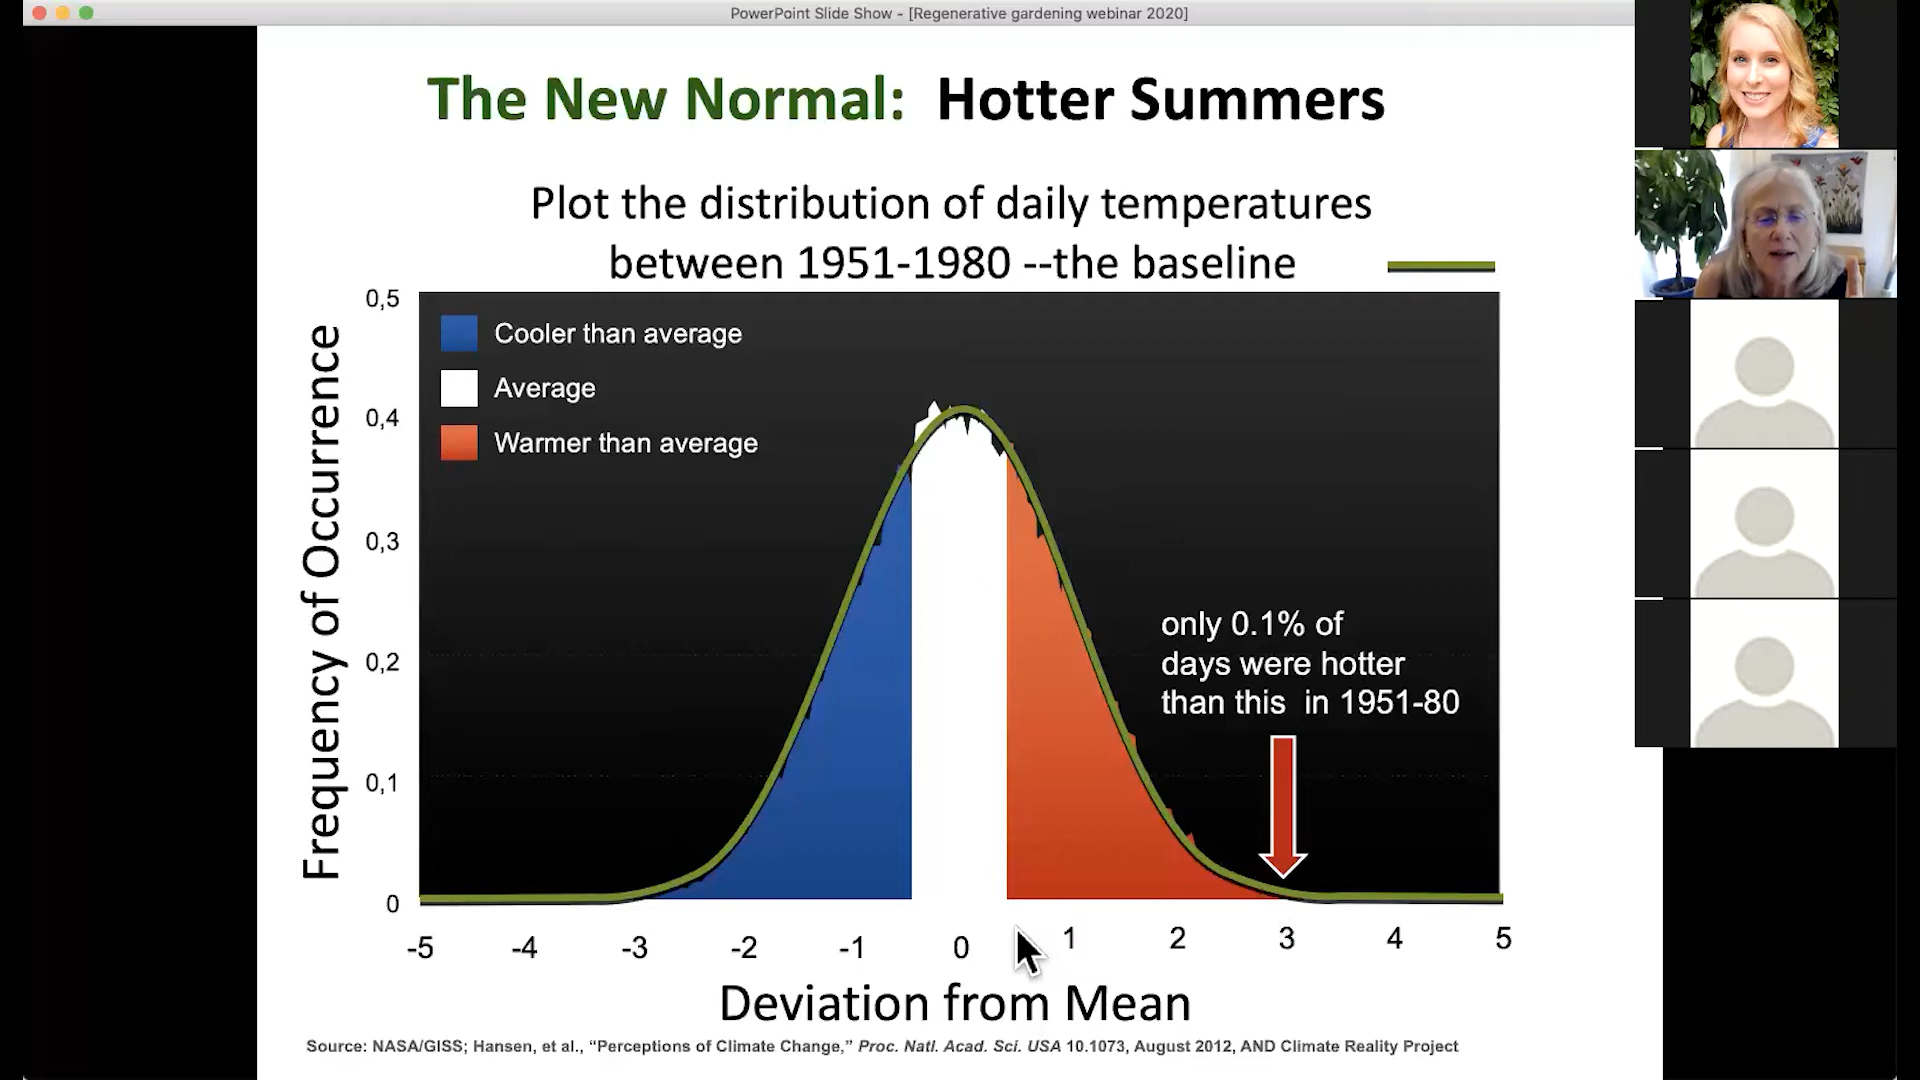 PowerPoint Slide Show - [Regenerative gardening webinar 2020]
The New Normal: Hotter Summers
Plot the distribution of daily temperatures
between 1951-1980 --the baseline
Frequency of Occurrence
0,5
0,4
0,3
0,2
0,1
0
Cooler than average
Average
Warmer than average
only 0.1% of
days were hotter
than this in 1951-80
-5 -4 -3 -2 -1 0 1 2 3 4 5
Deviation from Mean
Source: NASA/GISS; Hansen, et al., “Perceptions of Climate Change,” Proc. Natl. Acad. Sci. USA 10.1073, August 2012, AND Climate Reality Project